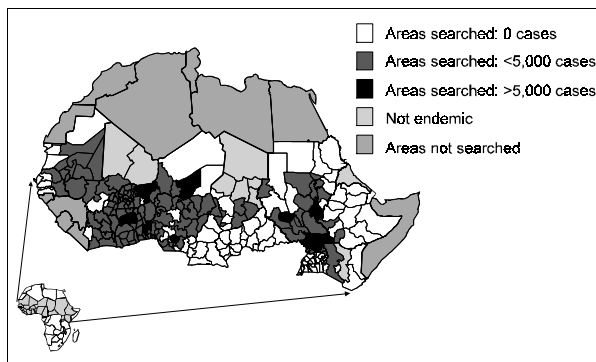 Areas searched: 0 cases
Areas searched: <5,000 cases
Areas searched: >5,000 cases
Not endemic
Areas not searched